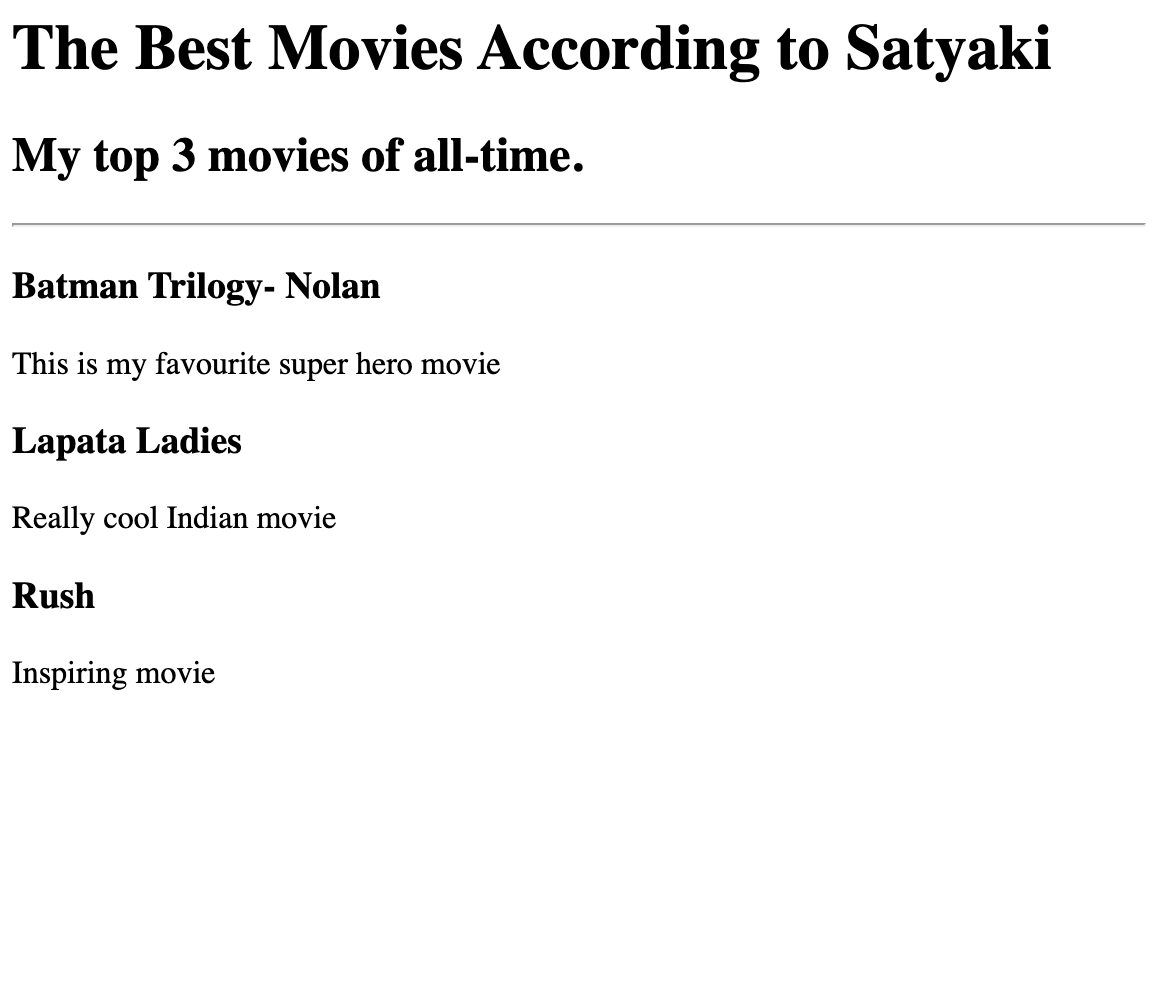 The Best Movies According to Satyaki
My top 3 movies of all-time.
Batman Trilogy- Nolan
This is my favourite super hero movie
Lapata Ladies
Really cool Indian movie
Rush
Inspiring movie